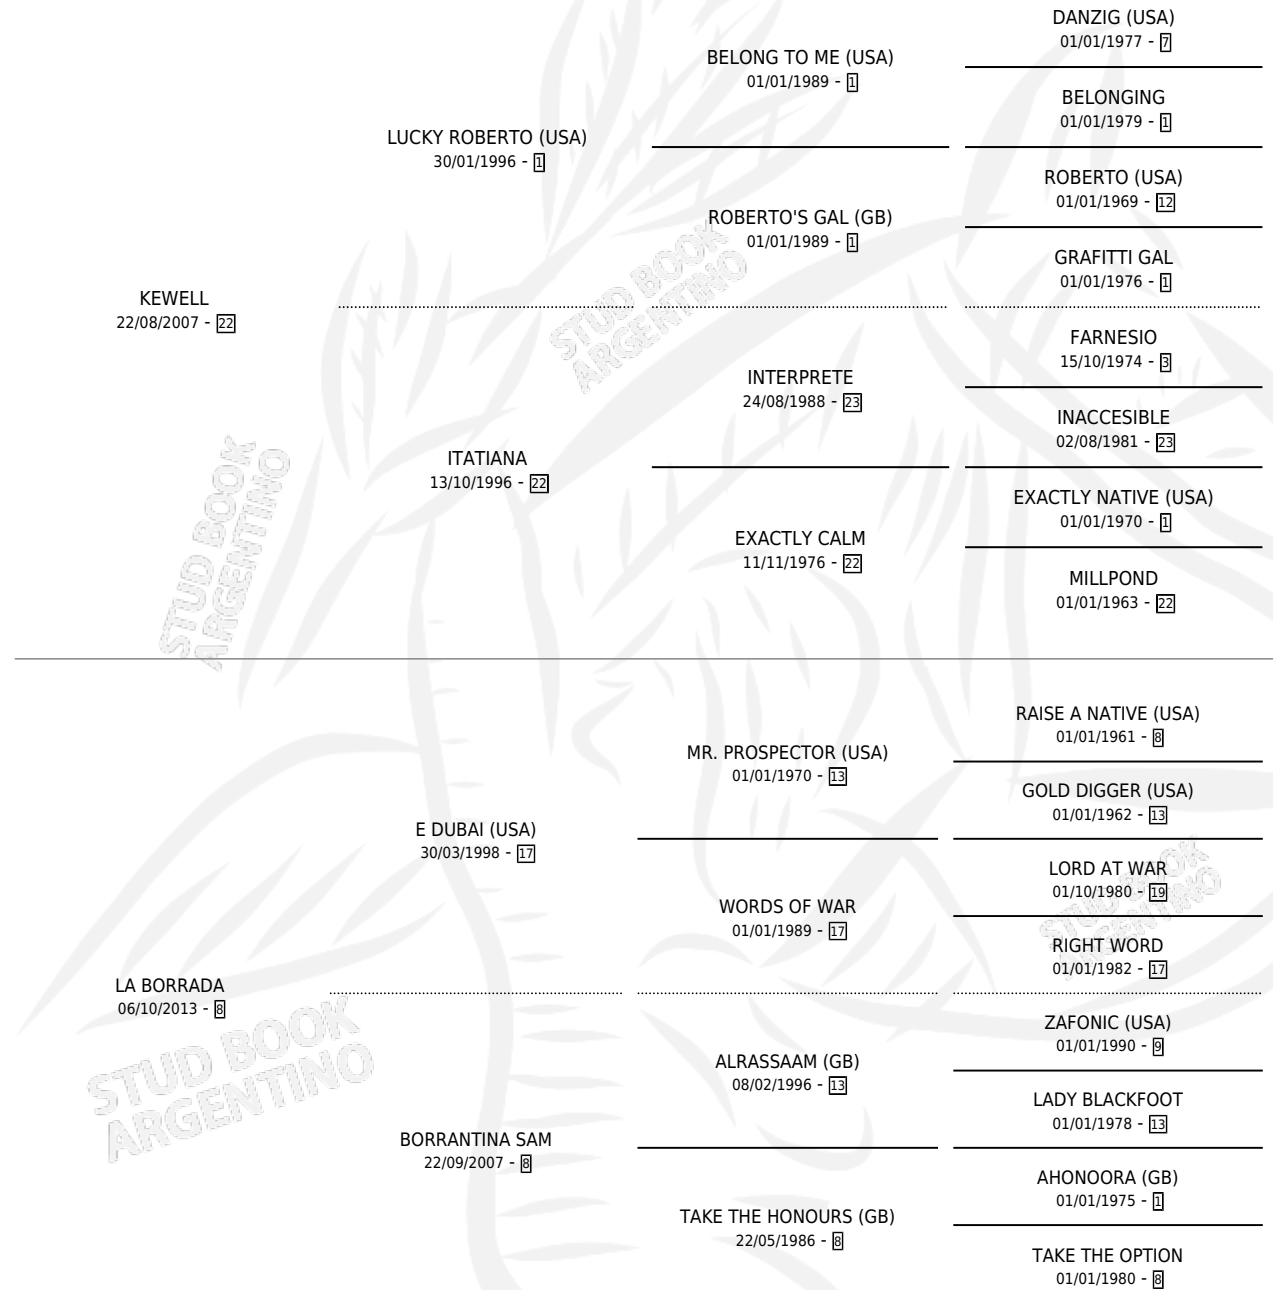 DANZIG (USA)
01/01/1977 - 7
BELONG TO ME (USA)
01/01/1989 - 1
BELONGING
01/01/1979 - 1
LUCKY ROBERTO (USA)
30/01/1996 - 1
ROBERTO (USA)
01/01/1969 - 12
ROBERTO'S GAL (GB)
01/01/1989 - 1
GRAFITTI GAL
01/01/1976 - 1
KEWELL
22/08/2007 - 22
STUD BOOK
ARGENTINO
FARNESIO
15/10/1974 - 3
INTERPRETE
24/08/1988 - 23
INACCESIBLE
02/08/1981 - 23
ITATIANA
13/10/1996 - 22
EXACTLY NATIVE (USA)
01/01/1970 - 1
EXACTLY CALM
11/11/1976 - 22
MILLPOND
01/01/1963 - 22
STUD BOOK
ARGENTINO
RAISE A NATIVE (USA)
01/01/1961 - 8
MR. PROSPECTOR (USA)
01/01/1970 - 13
GOLD DIGGER (USA)
01/01/1962 - 13
E DUBAI (USA)
30/03/1998 - 17
LORD AT WAR
01/10/1980 - 19
WORDS OF WAR
01/01/1989 - 17
STUD BOOK
ARGENTINO
RIGHT WORD
01/01/1982 - 17
LA BORRADA
06/10/2013 - 8
STUD BOOK
ARGENTINO
ZAFONIC (USA)
01/01/1990 - 9
ALRASSAAM (GB)
08/02/1996 - 13
LADY BLACKFOOT
01/01/1978 - 13
BORRANTINA SAM
22/09/2007 - 8
AHONOORA (GB)
01/01/1975 - 1
TAKE THE HONOURS (GB)
22/05/1986 - 8
TAKE THE OPTION
01/01/1980 - 8